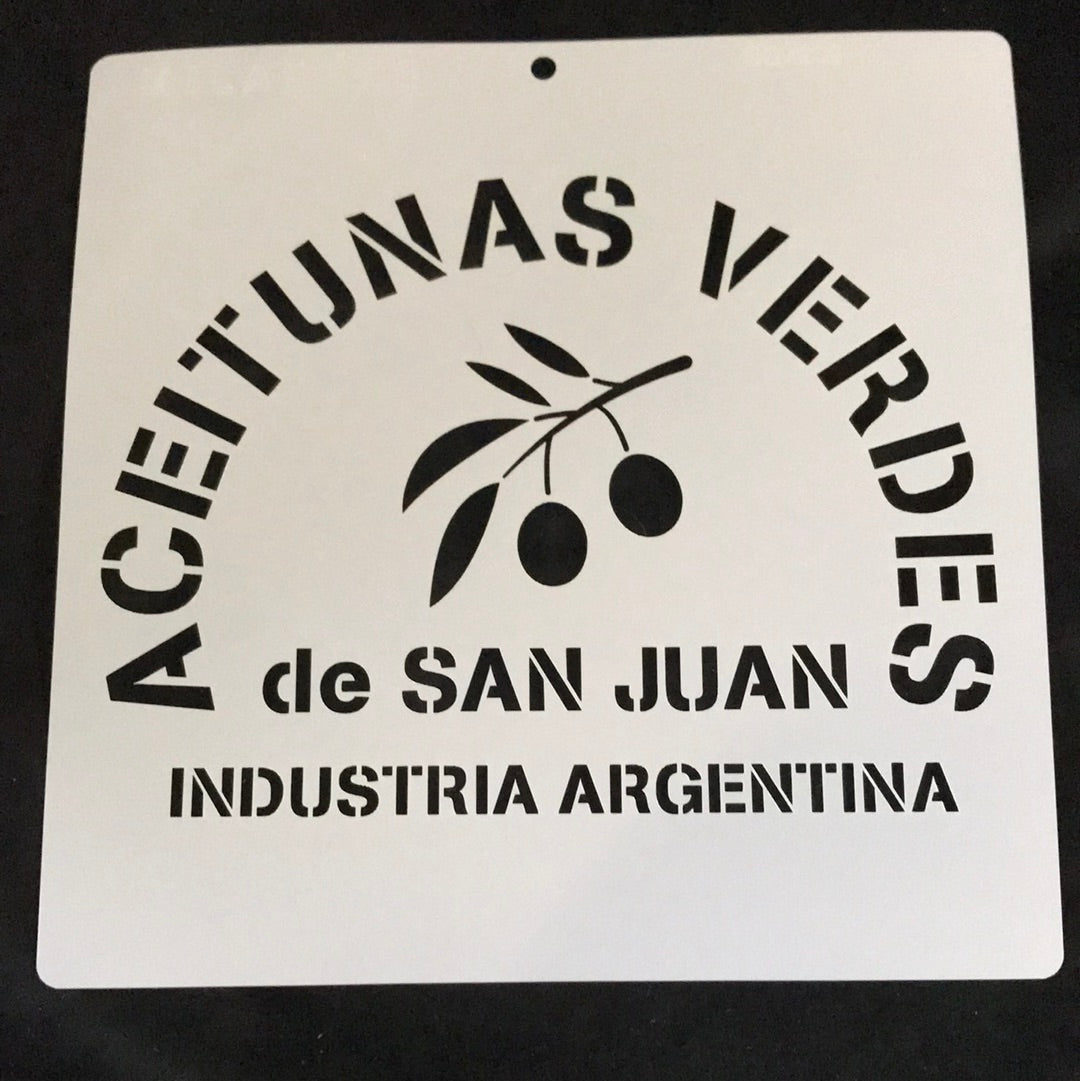 ACEITUNAS VERDES
de SAN JUAN
INDUSTRIA ARGENTINA